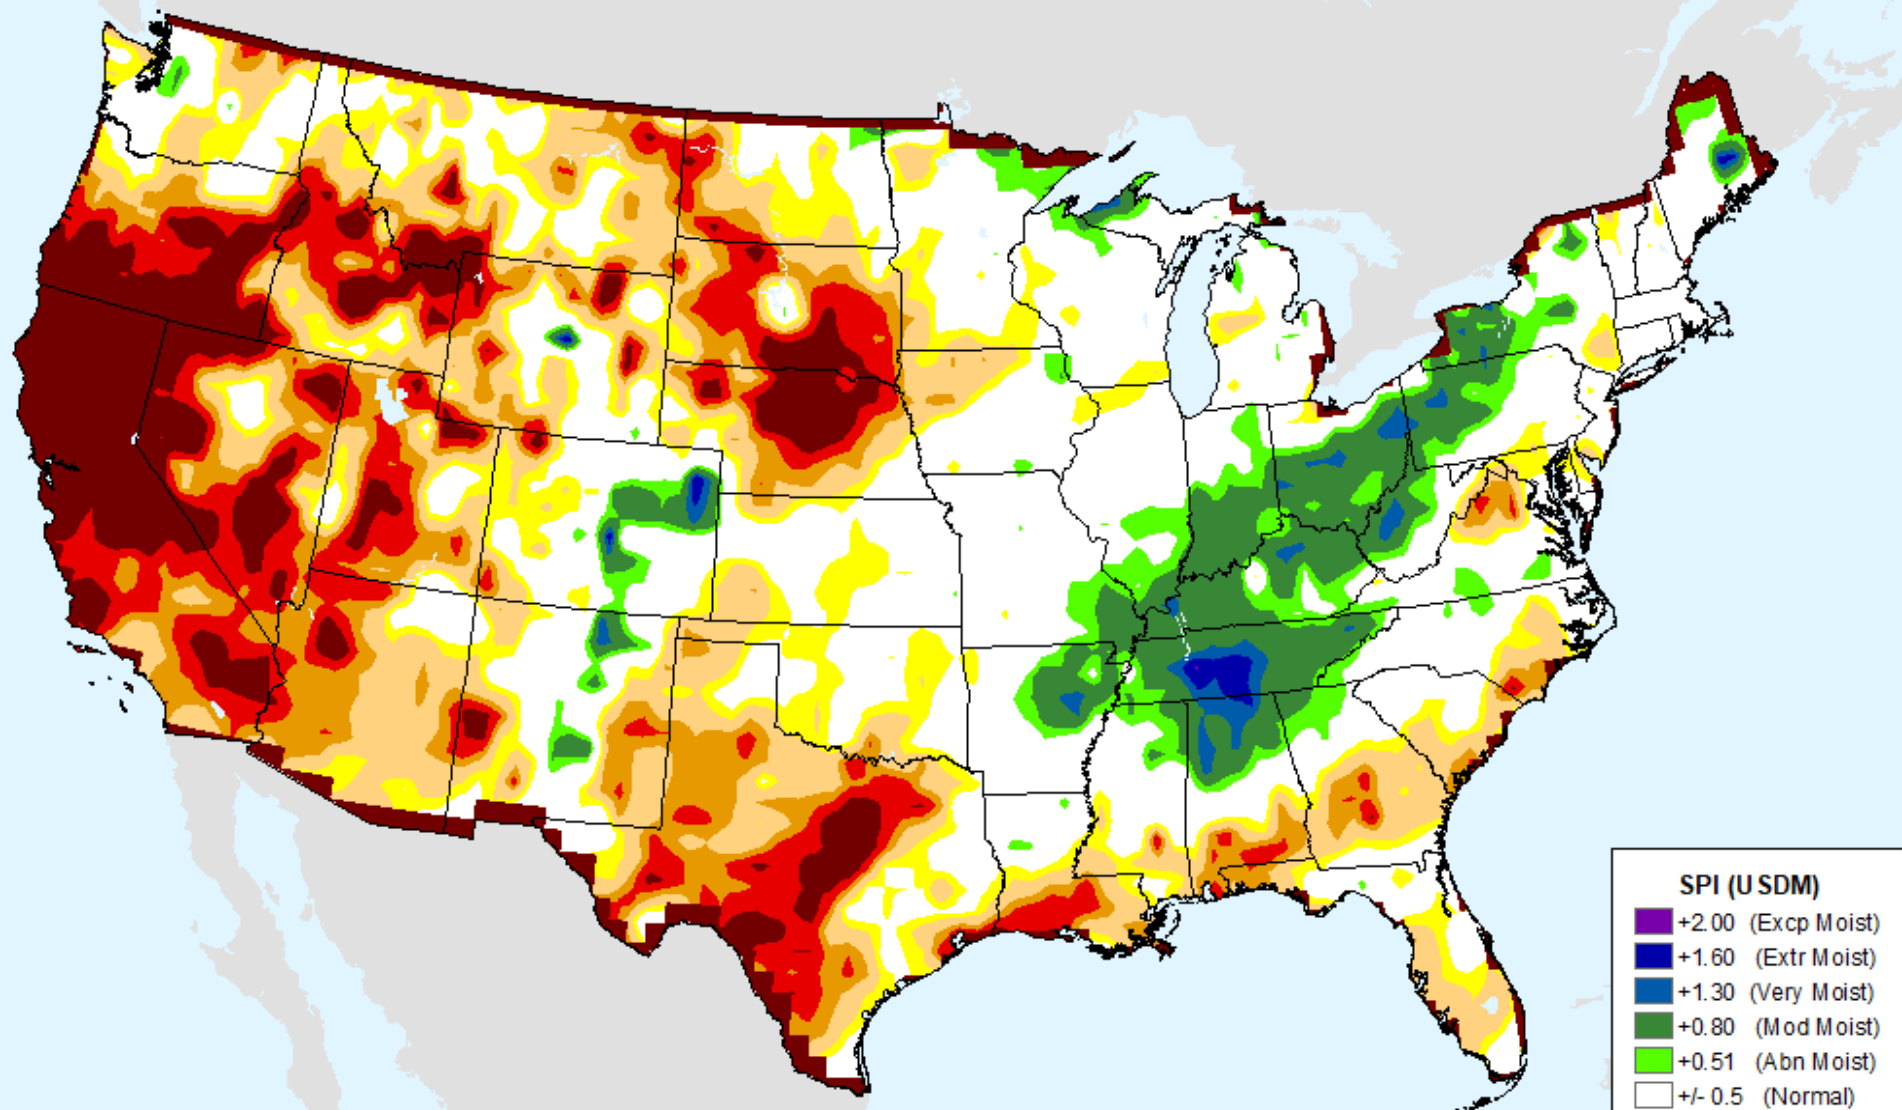 SPI (USDM)
+2.00 (Excp Moist)
+1.60 (Extr Moist)
+1.30 (Very Moist)
+0.80 (Mod Moist)
+0.51 (Abn Moist)
+/- 0.5 (Normal)